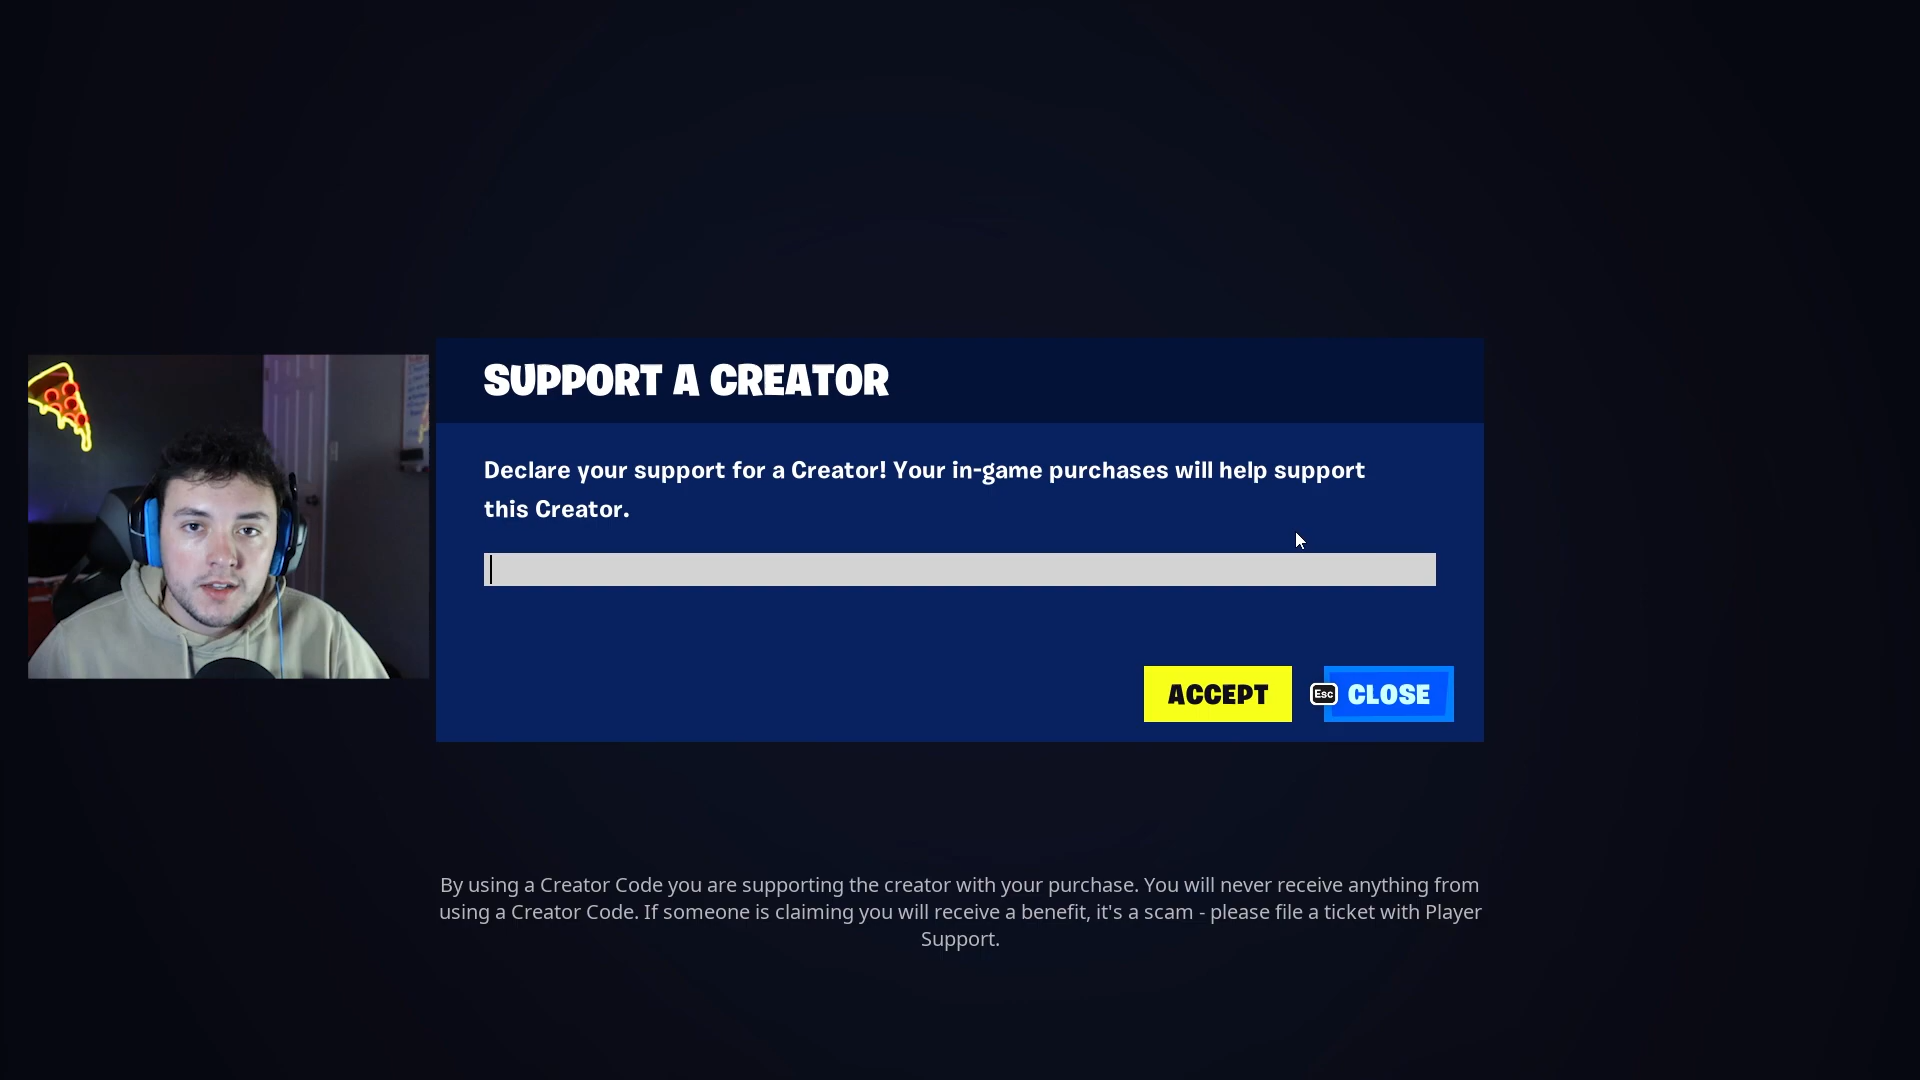 SUPPORT A CREATOR
Declare your support for a Creator! Your in-game purchases will help support
this Creator.
ACCEPT
Esc
CLOSE
By using a Creator Code you are supporting the creator with your purchase. You will never receive anything from
using a Creator Code. If someone is claiming you will receive a benefit, it's a scam - please file a ticket with Player
Support.